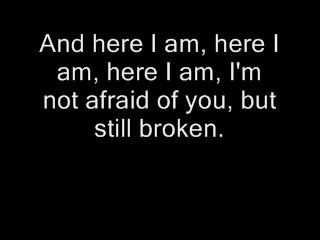 And here I am, here I
am, here I am, I'm
not afraid of you, but
still broken.